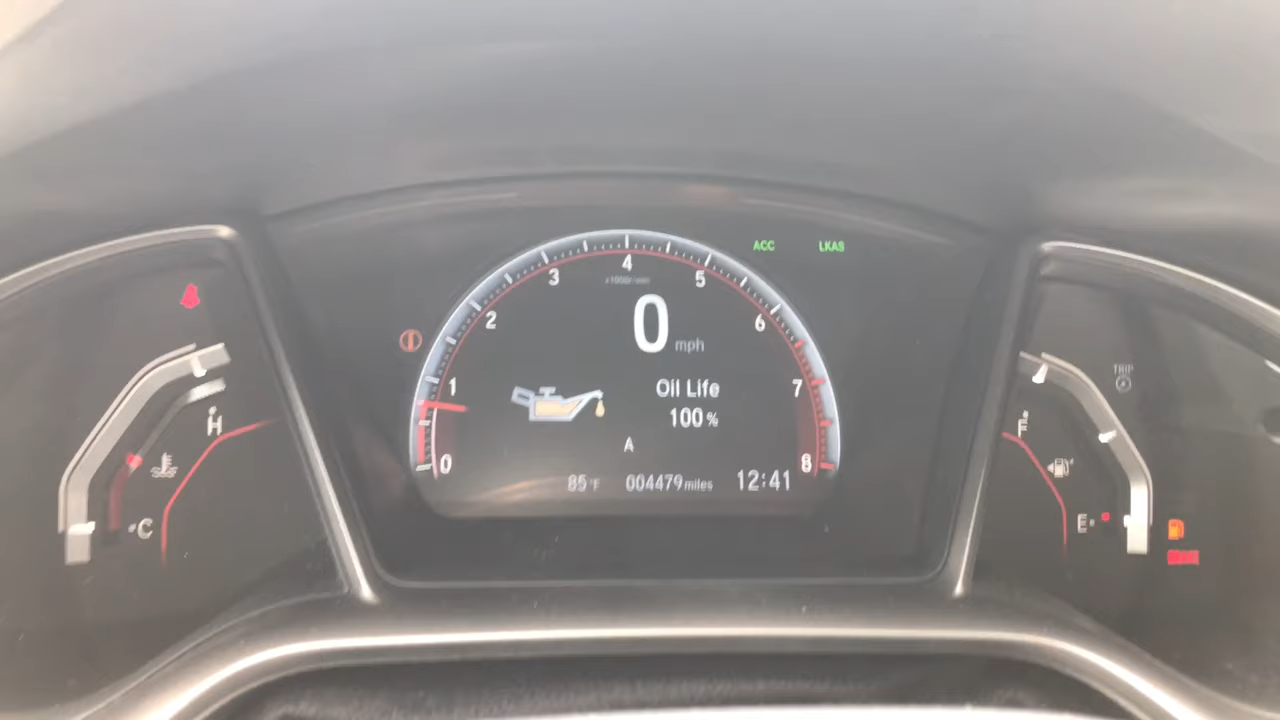 ACC LKAS
0 1 2 3 4 5 6 7 8
0 mph
Oil Life
100 %
A
85 °F 004479 miles 12:41
H
C
TRIP
F
E